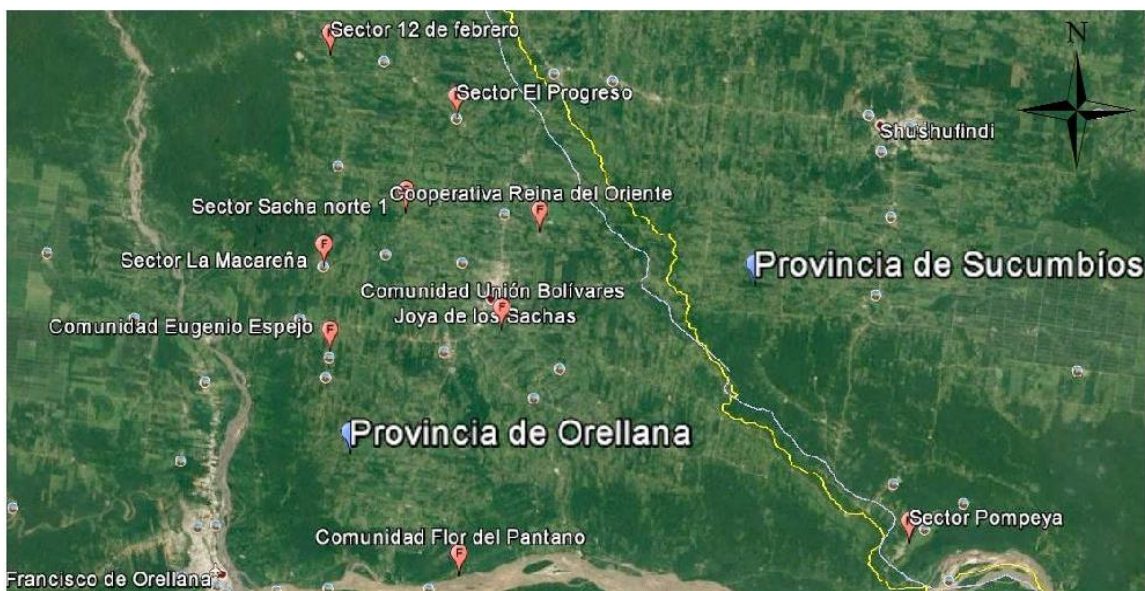 Sector 12 de febrero
N
Sector El Progreso
Shushufindi
Cooperativa Reina del Oriente
Sector Sacha norte 1
Sector La Macareña
Provincia de Sucumbíos
Comunidad Unión Bolívares
Joya de los Sachas
Comunidad Eugenio Espejo
Provincia de Orellana
Sector Pompeya
Comunidad Flor del Pantano
Francisco de Orellana